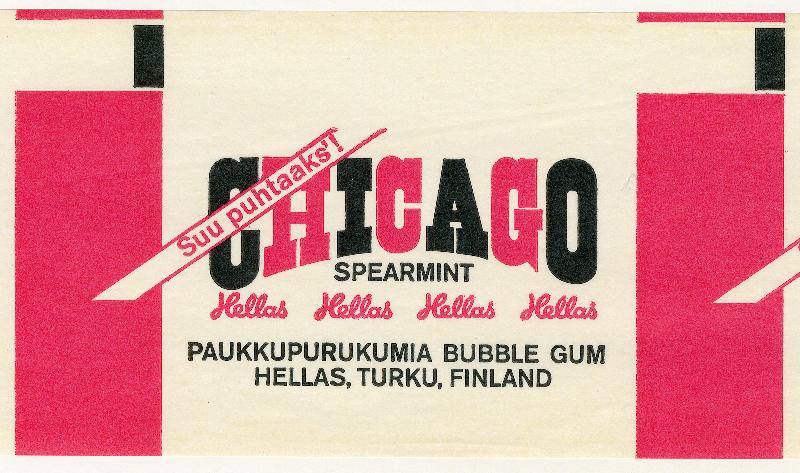 Suu puhtaaks'!
CHICAGO
SPEARMINT
Hellas Hellas Hellas Hellas
PAUKKUPURUKUMIA BUBBLE GUM
HELLAS, TURKU, FINLAND